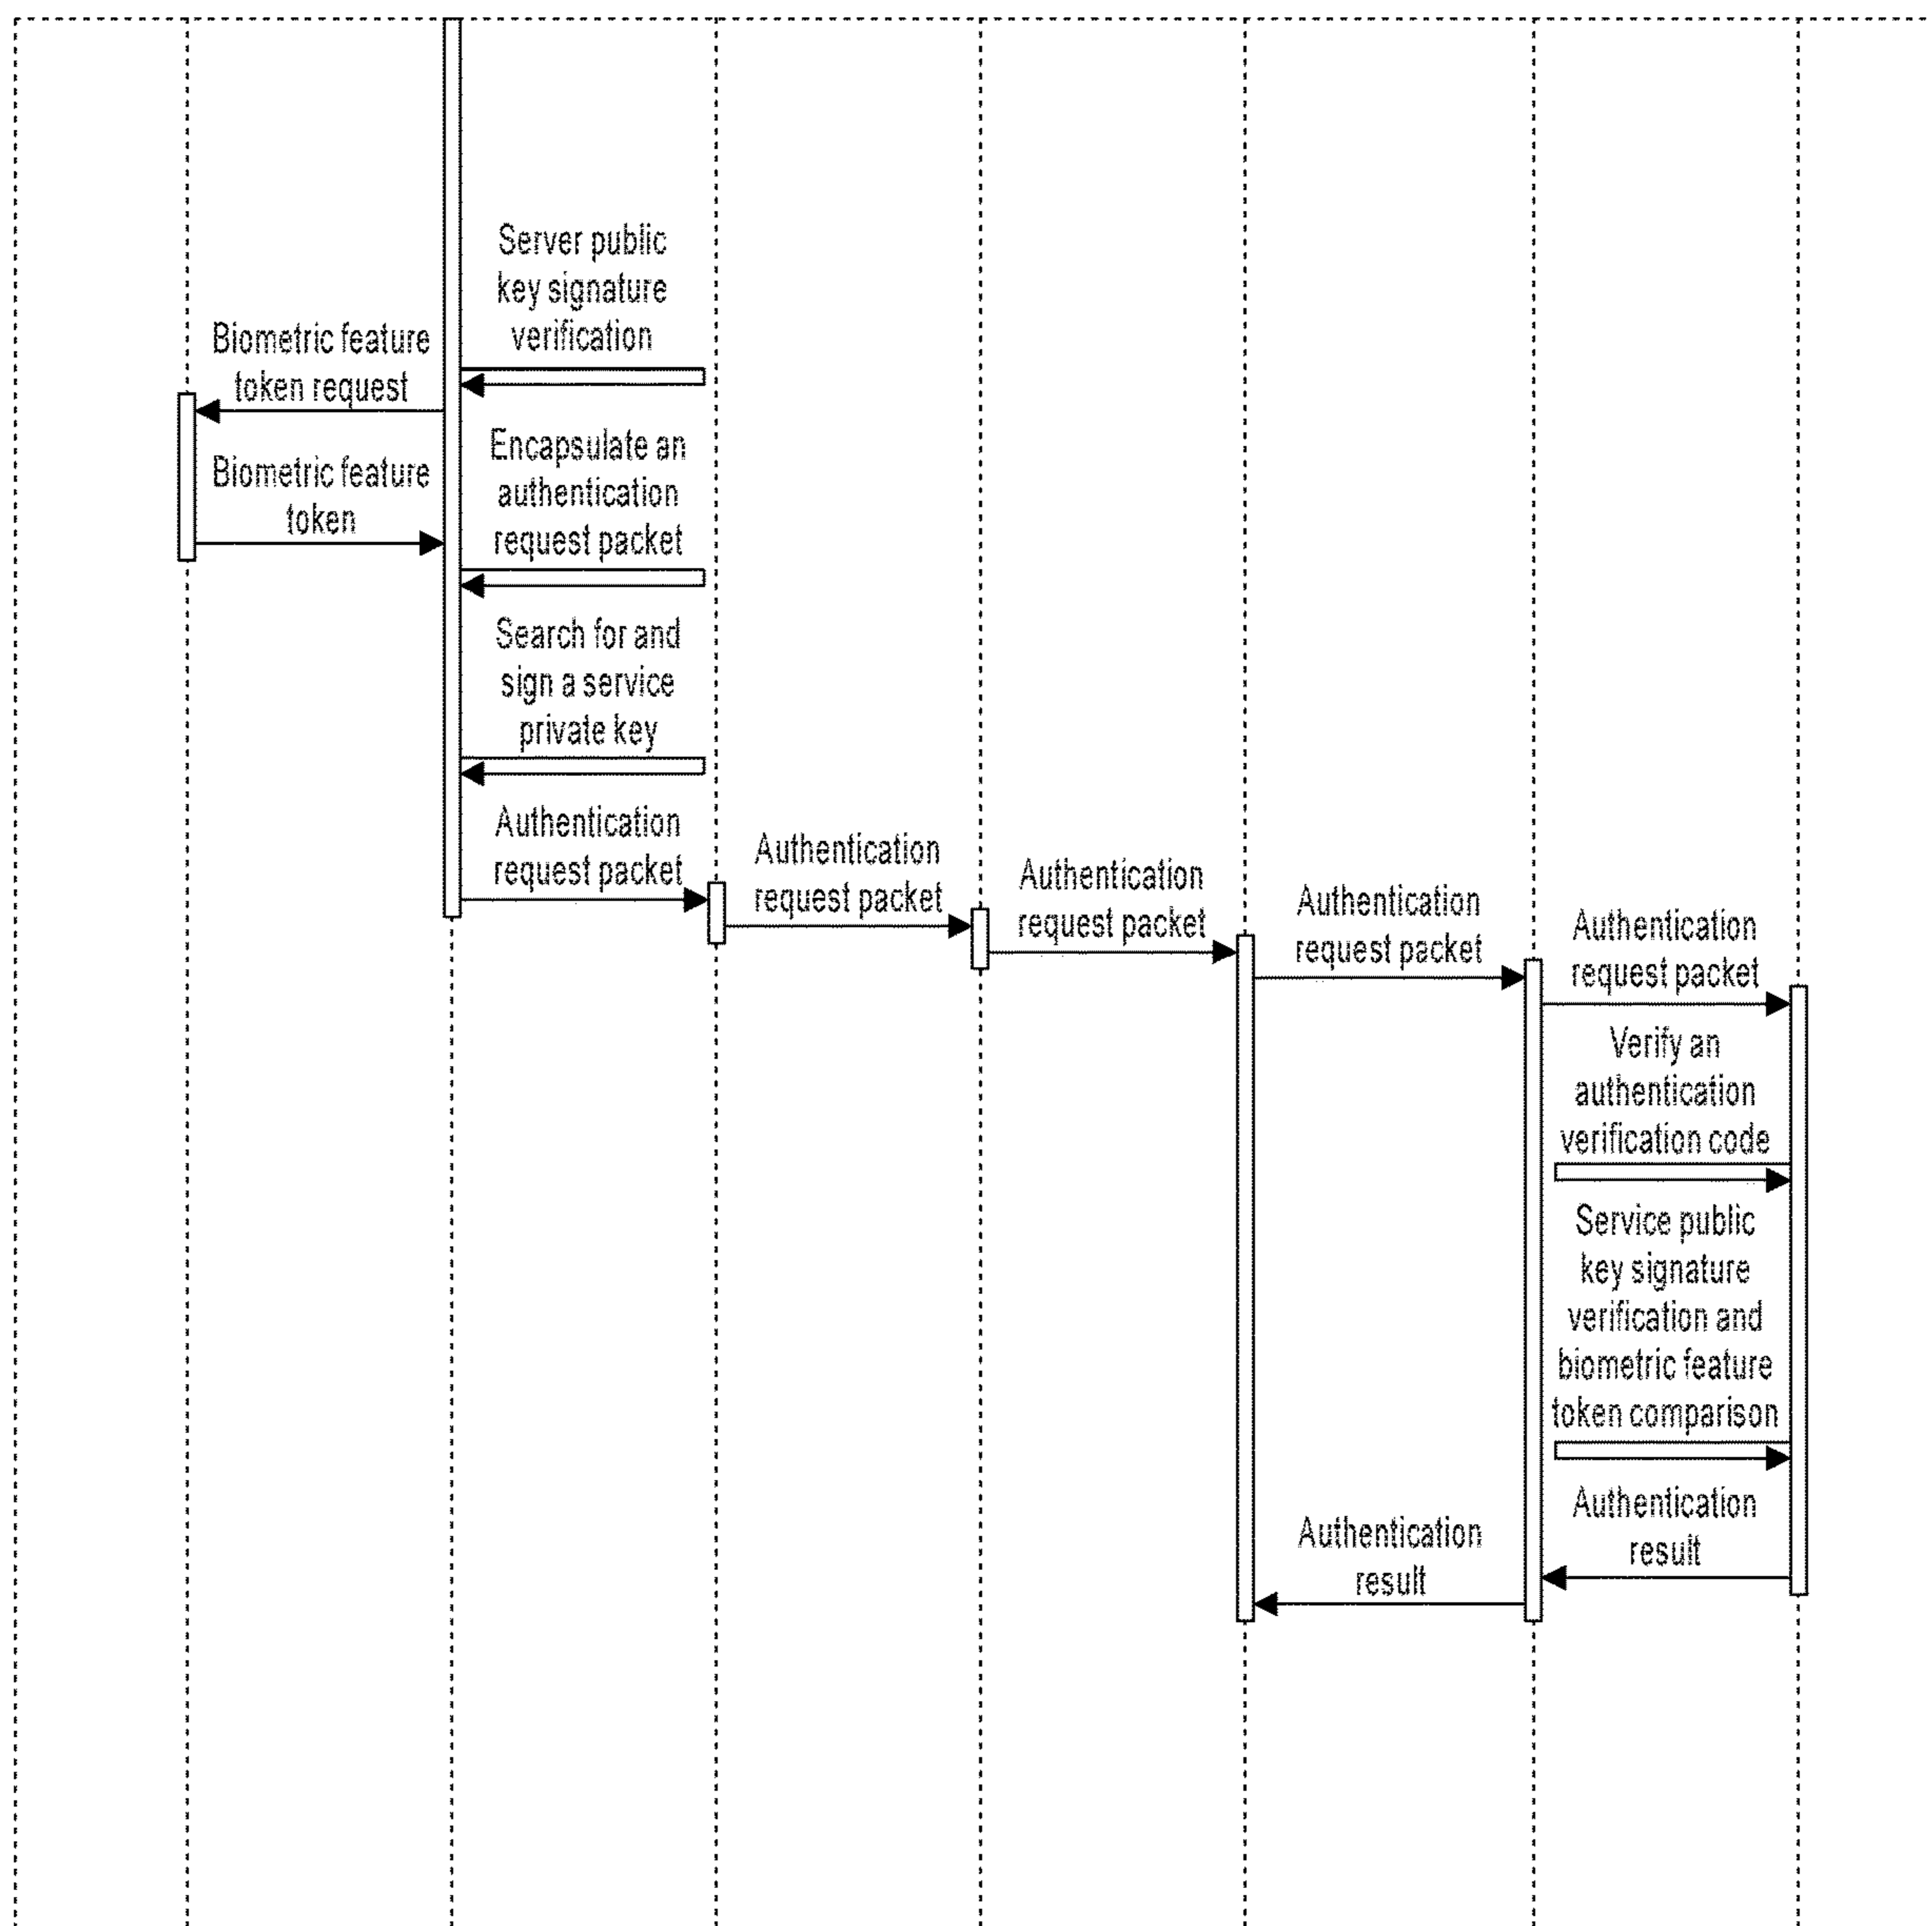 Server public
key signature
verification
Biometric feature
token request
Encapsulate an
authentication
request packet
Biometric feature
token
Search for and
sign a service
private key
Authentication
request packet
Authentication
request packet
Authentication
request packet
Authentication
request packet
Authentication
request packet
Verify an
authentication
verification code
Service public
key signature
verification and
biometric feature
token comparison
Authentication
result
Authentication
result